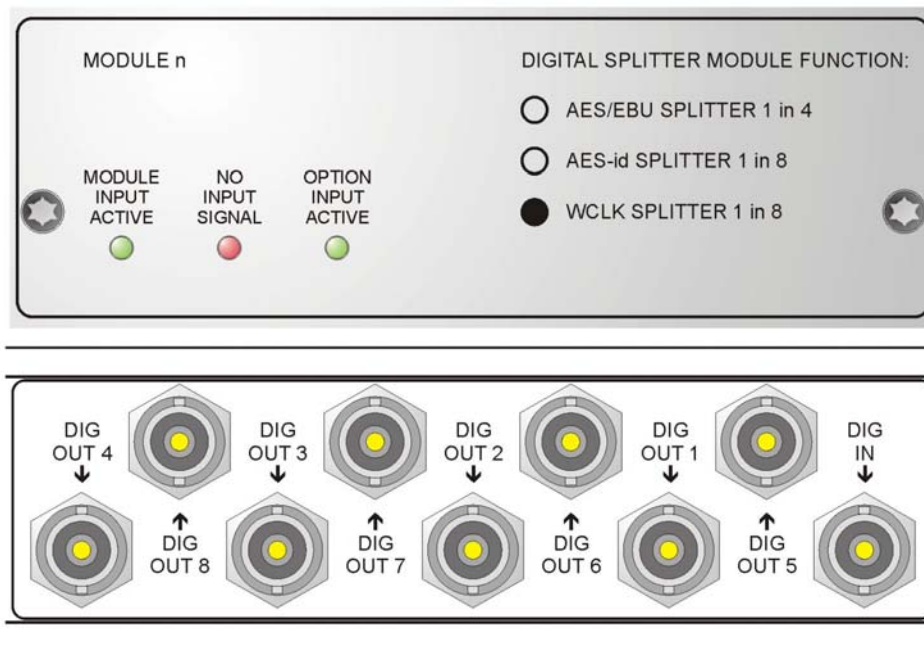 MODULE n
DIGITAL SPLITTER MODULE FUNCTION:
AES/EBU SPLITTER 1 in 4
AES-id SPLITTER 1 in 8
WCLK SPLITTER 1 in 8
MODULE
INPUT
ACTIVE
NO
INPUT
SIGNAL
OPTION
INPUT
ACTIVE
DIG
OUT 4
DIG
OUT 3
DIG
OUT 2
DIG
OUT 1
DIG
IN
DIG
OUT 8
DIG
OUT 7
DIG
OUT 6
DIG
OUT 5